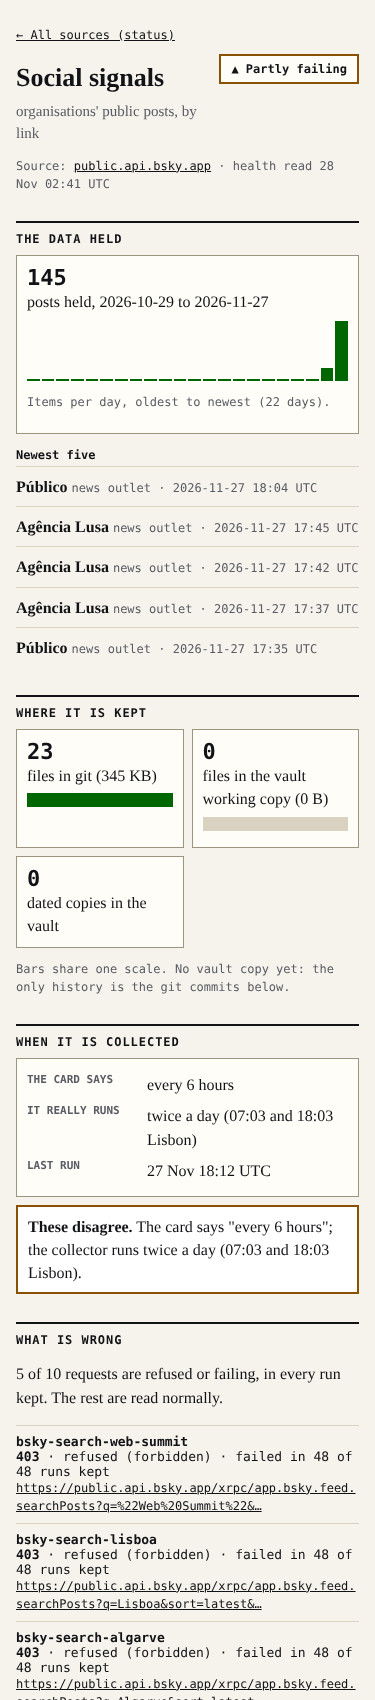 ← All sources (status)
Social signals
▲ Partly failing
organisations' public posts, by
link
Source: public.api.bsky.app · health read 28
Nov 02:41 UTC
THE DATA HELD
145
posts held, 2026-10-29 to 2026-11-27
Items per day, oldest to newest (22 days).
Newest five
Público news outlet · 2026-11-27 18:04 UTC
Agência Lusa news outlet · 2026-11-27 17:45 UTC
Agência Lusa news outlet · 2026-11-27 17:42 UTC
Agência Lusa news outlet · 2026-11-27 17:37 UTC
Público news outlet · 2026-11-27 17:35 UTC
WHERE IT IS KEPT
23
files in git (345 KB)
0
files in the vault
working copy (0 B)
0
dated copies in the
vault
Bars share one scale. No vault copy yet: the
only history is the git commits below.
WHEN IT IS COLLECTED
THE CARD SAYS every 6 hours
IT REALLY RUNS twice a day (07:03 and 18:03
Lisbon)
LAST RUN 27 Nov 18:12 UTC
These disagree. The card says "every 6 hours";
the collector runs twice a day (07:03 and 18:03
Lisbon).
WHAT IS WRONG
5 of 10 requests are refused or failing, in every run
kept. The rest are read normally.
bsky-search-web-summit
403 · refused (forbidden) · failed in 48 of
48 runs kept
https://public.api.bsky.app/xrpc/app.bsky.feed.
searchPosts?q=%22Web%20Summit%22&…
bsky-search-lisboa
403 · refused (forbidden) · failed in 48 of
48 runs kept
https://public.api.bsky.app/xrpc/app.bsky.feed.
searchPosts?q=Lisboa&sort=latest&…
bsky-search-algarve
403 · refused (forbidden) · failed in 48 of
48 runs kept
https://public.api.bsky.app/xrpc/app.bsky.feed.